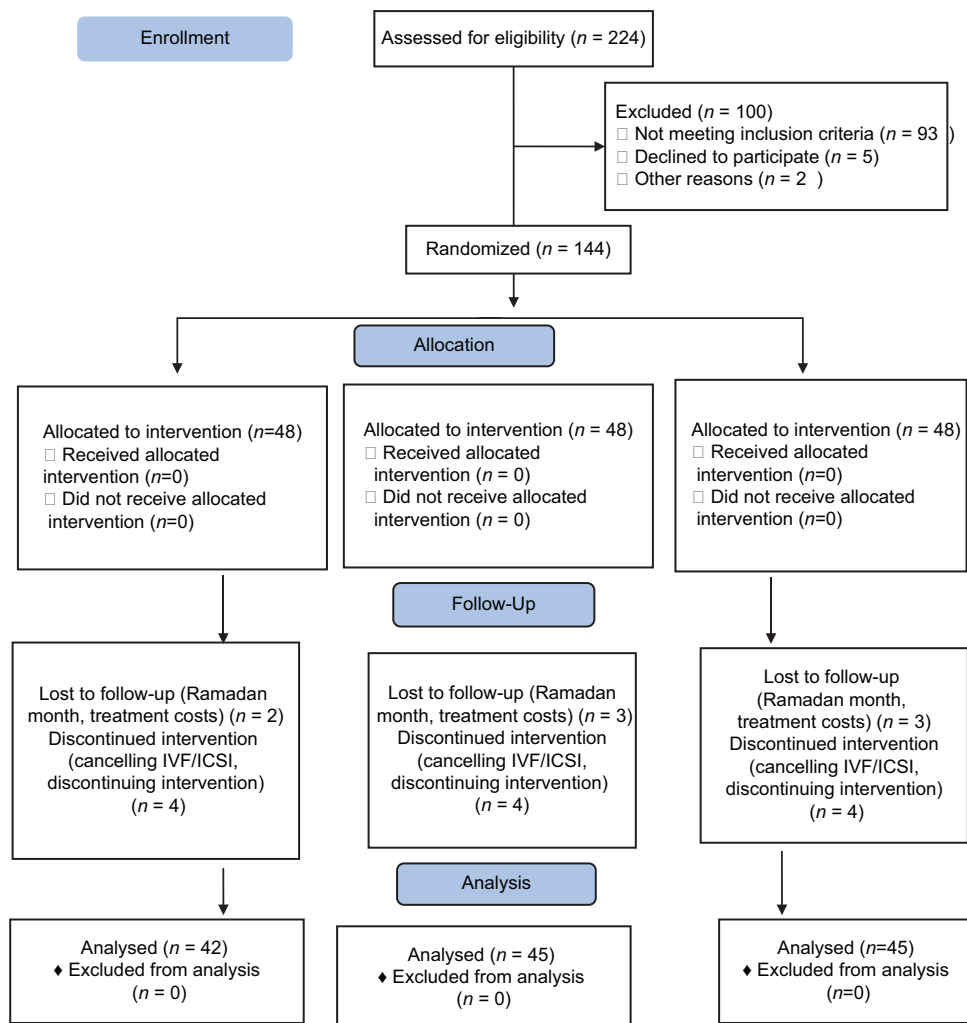 Enrollment
Assessed for eligibility (n = 224)
Excluded (n = 100)
□ Not meeting inclusion criteria (n = 93 )
□ Declined to participate (n = 5)
□ Other reasons (n = 2 )
Randomized (n = 144)
Allocation
Allocated to intervention (n=48)
□ Received allocated
intervention (n=0)
□ Did not receive allocated
intervention (n=0)
Allocated to intervention (n = 48)
□ Received allocated
intervention (n = 0)
□ Did not receive allocated
intervention (n = 0)
Allocated to intervention (n = 48)
□ Received allocated
intervention (n=0)
□ Did not receive allocated
intervention (n=0)
Follow-Up
Lost to follow-up (Ramadan
month, treatment costs) (n = 2)
Discontinued intervention
(cancelling IVF/ICSI,
discontinuing intervention)
(n = 4)
Lost to follow-up (Ramadan
month, treatment costs) (n = 3)
Discontinued intervention
(cancelling IVF/ICSI,
discontinuing intervention)
(n = 4)
Lost to follow-up
(Ramadan month,
treatment costs) (n = 3)
Discontinued intervention
(cancelling IVF/ICSI,
discontinuing intervention)
(n = 4)
Analysis
Analysed (n = 42)
♦ Excluded from analysis
(n = 0)
Analysed (n = 45)
♦ Excluded from analysis
(n = 0)
Analysed (n=45)
♦ Excluded from analysis
(n=0)